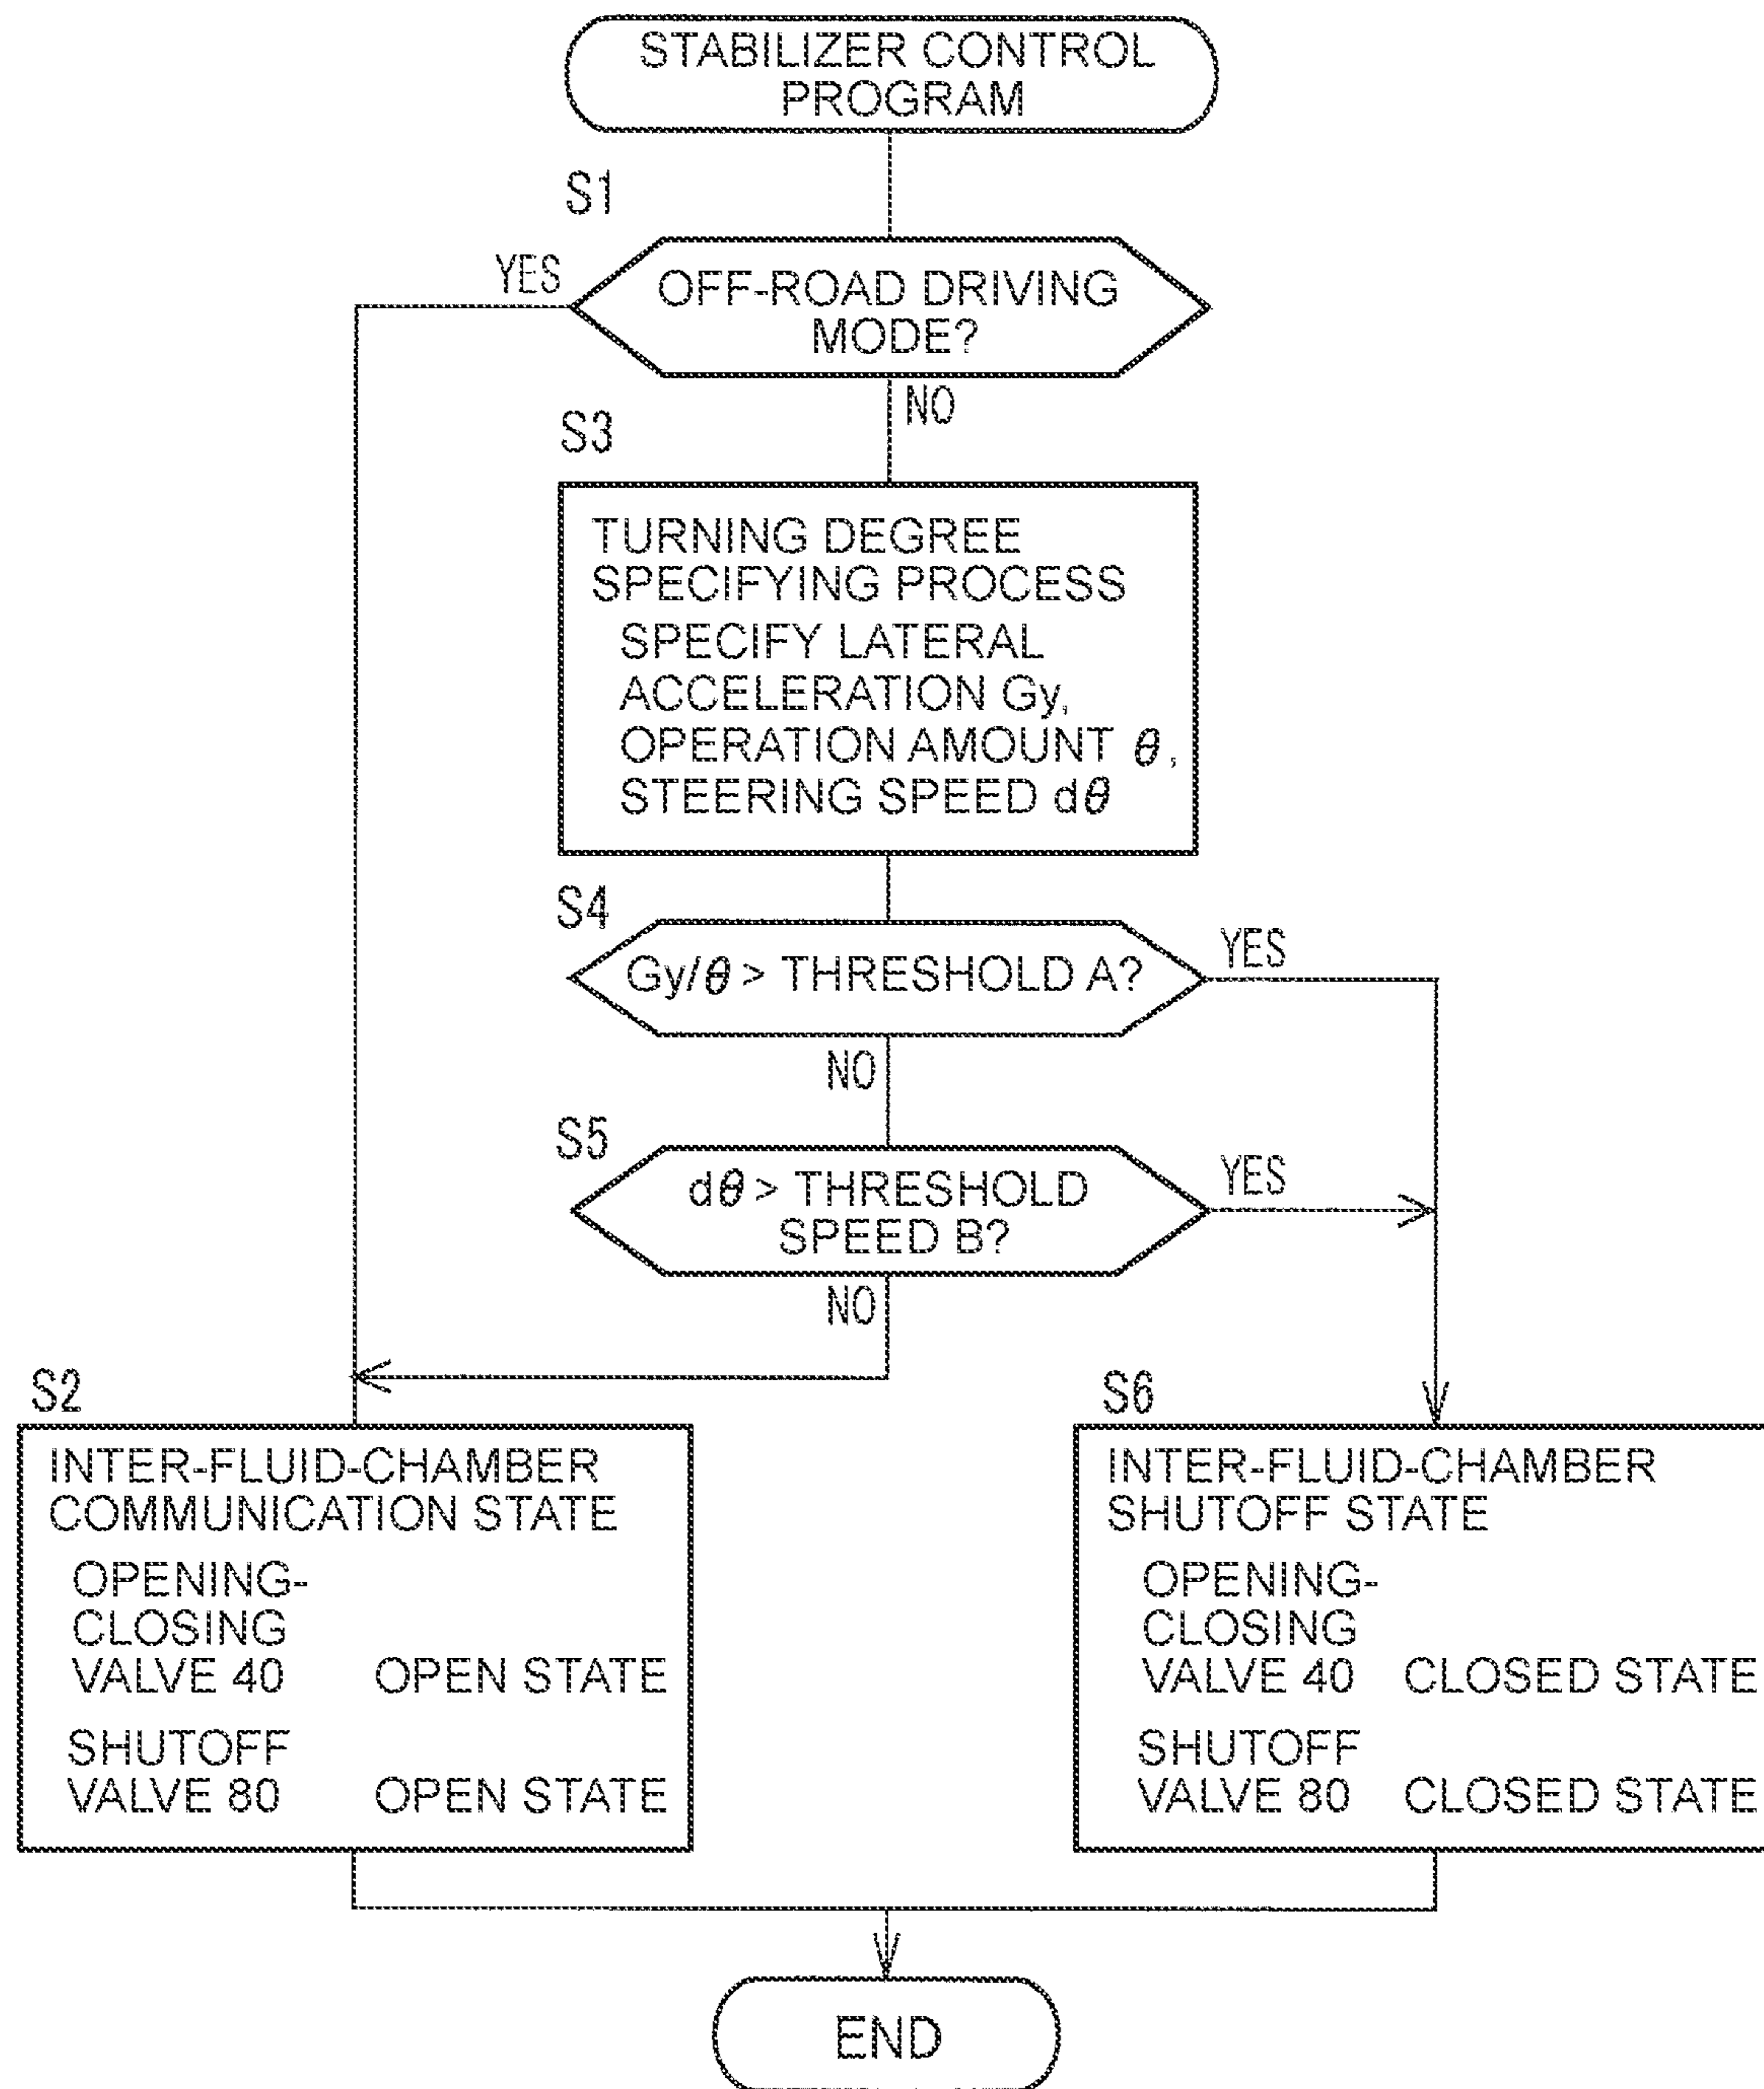 STABILIZER CONTROL
PROGRAM
S1
YES
OFF-ROAD DRIVING
MODE?
NO
S3
TURNING DEGREE
SPECIFYING PROCESS
SPECIFY LATERAL
ACCELERATION Gy,
OPERATION AMOUNT θ,
STEERING SPEED dθ
S4
Gy/θ > THRESHOLD A?
YES
NO
S5
dθ > THRESHOLD
SPEED B?
YES
NO
S2
INTER-FLUID-CHAMBER
COMMUNICATION STATE
OPENING-
CLOSING
VALVE 40 OPEN STATE
SHUTOFF
VALVE 80 OPEN STATE
S6
INTER-FLUID-CHAMBER
SHUTOFF STATE
OPENING-
CLOSING
VALVE 40 CLOSED STATE
SHUTOFF
VALVE 80 CLOSED STATE
END